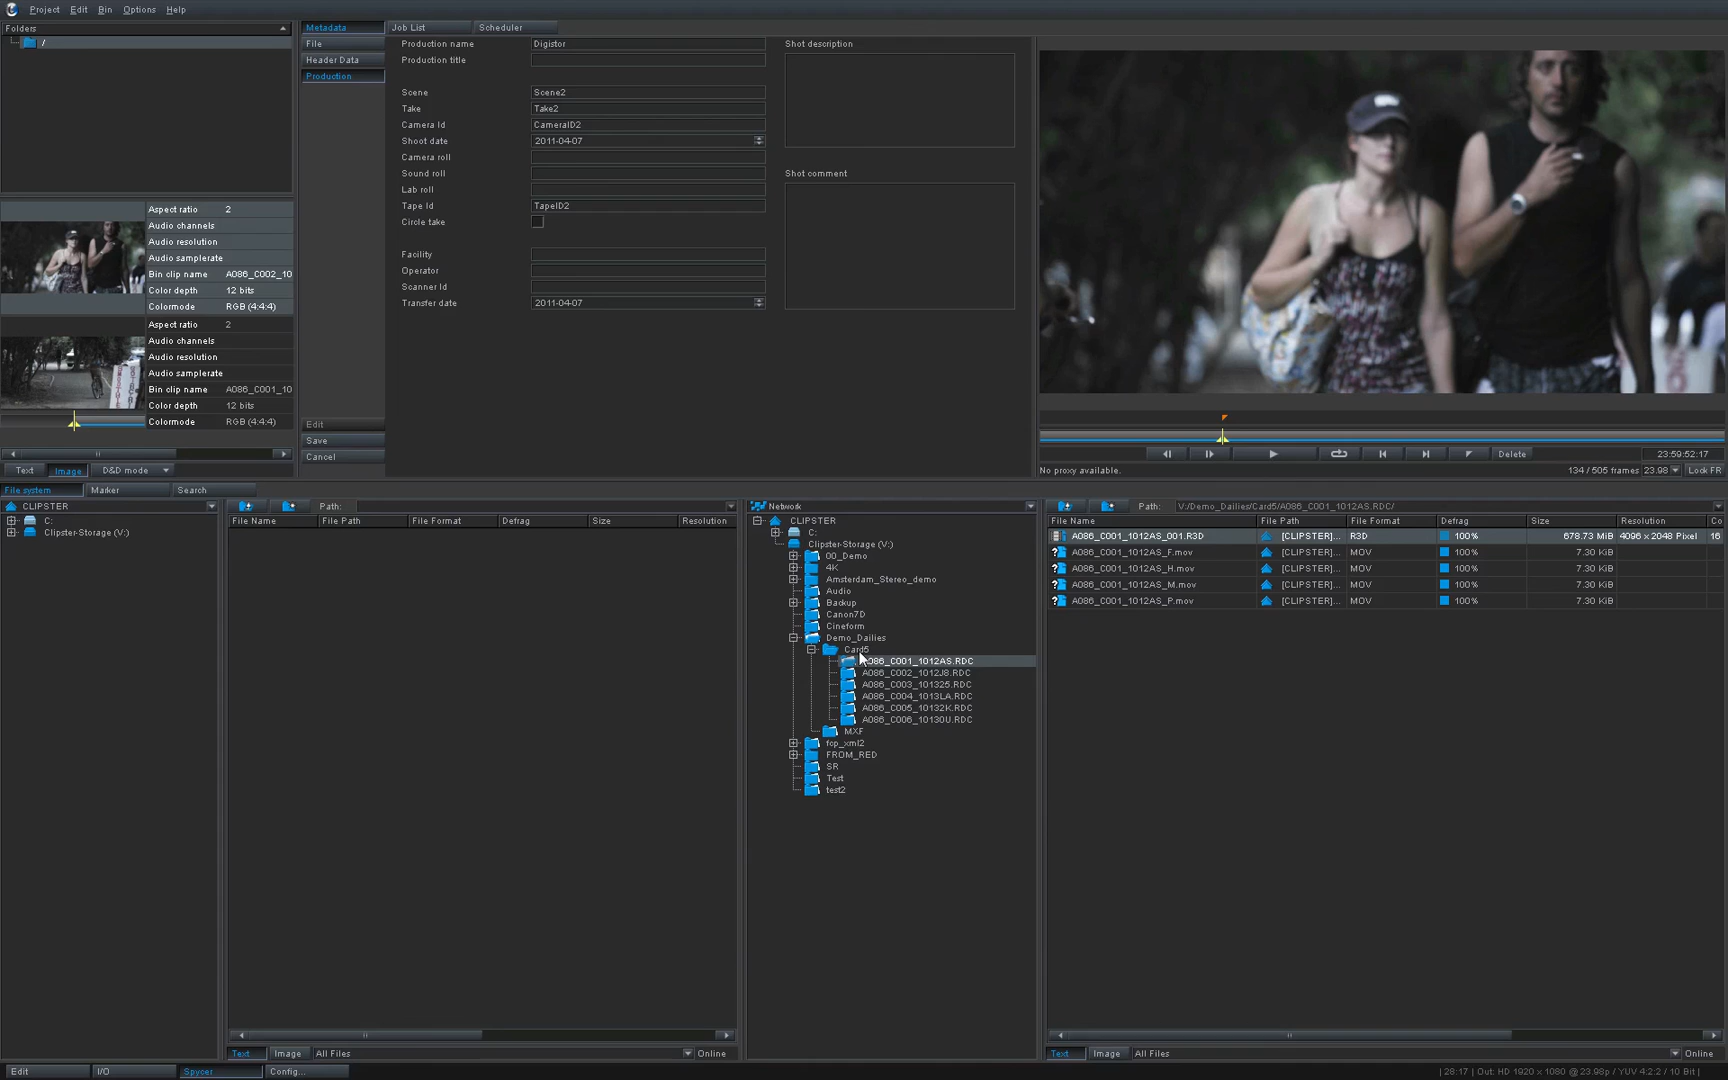 Project Edit Bin Options Help
Folders
/
Metadata Job List Scheduler
File
Header Data
Production
Edit
Save
Cancel
Production name Digistor
Production title
Scene Scene2
Take Take2
Camera Id CameraID2
Shoot date 2011-04-07
Camera roll
Sound roll
Lab roll
Tape Id TapeID2
Circle take
Facility
Operator
Scanner Id
Transfer date 2011-04-07
Shot description
Shot comment
Aspect ratio 2
Audio channels
Audio resolution
Audio samplerate
Bin clip name A086_C002_10
Color depth 12 bits
Colormode RGB (4:4:4)
Aspect ratio 2
Audio channels
Audio resolution
Audio samplerate
Bin clip name A086_C001_10
Color depth 12 bits
Colormode RGB (4:4:4)
Text Image D&D mode
Delete 23:59:52:17
No proxy available. 134 / 505 frames 23.98 Lock FR
File system Marker Search
CLIPSTER
C:
Clipster-Storage (V:)
Path:
File Name File Path File Format Defrag Size Resolution
Text Image All Files Online
Network
CLIPSTER
C:
Clipster-Storage (V:)
00_Demo
4K
Amsterdam_Stereo_demo
Audio
Backup
Canon7D
Cineform
Demo_Dailies
Card5
A086_C001_1012AS.RDC
A086_C002_1012J8.RDC
A086_C003_101325.RDC
A086_C004_1013LA.RDC
A086_C005_10132K.RDC
A086_C006_10130U.RDC
MXF
fcp_xml2
FROM_RED
SR
Test
test2
Path: V:/Demo_Dailies/Card5/A086_C001_1012AS.RDC/
File Name File Path File Format Defrag Size Resolution Co
A086_C001_1012AS_001.R3D [CLIPSTER]... R3D 100% 678.73 MiB 4096 x 2048 Pixel 16
A086_C001_1012AS_F.mov [CLIPSTER]... MOV 100% 7.30 KiB
A086_C001_1012AS_H.mov [CLIPSTER]... MOV 100% 7.30 KiB
A086_C001_1012AS_M.mov [CLIPSTER]... MOV 100% 7.30 KiB
A086_C001_1012AS_P.mov [CLIPSTER]... MOV 100% 7.30 KiB
Text Image All Files Online
Edit I/O Spycer Config...
28:17 | Out: HD 1920 x 1080 @ 23.98p / YUV 4:2:2 / 10 Bit |